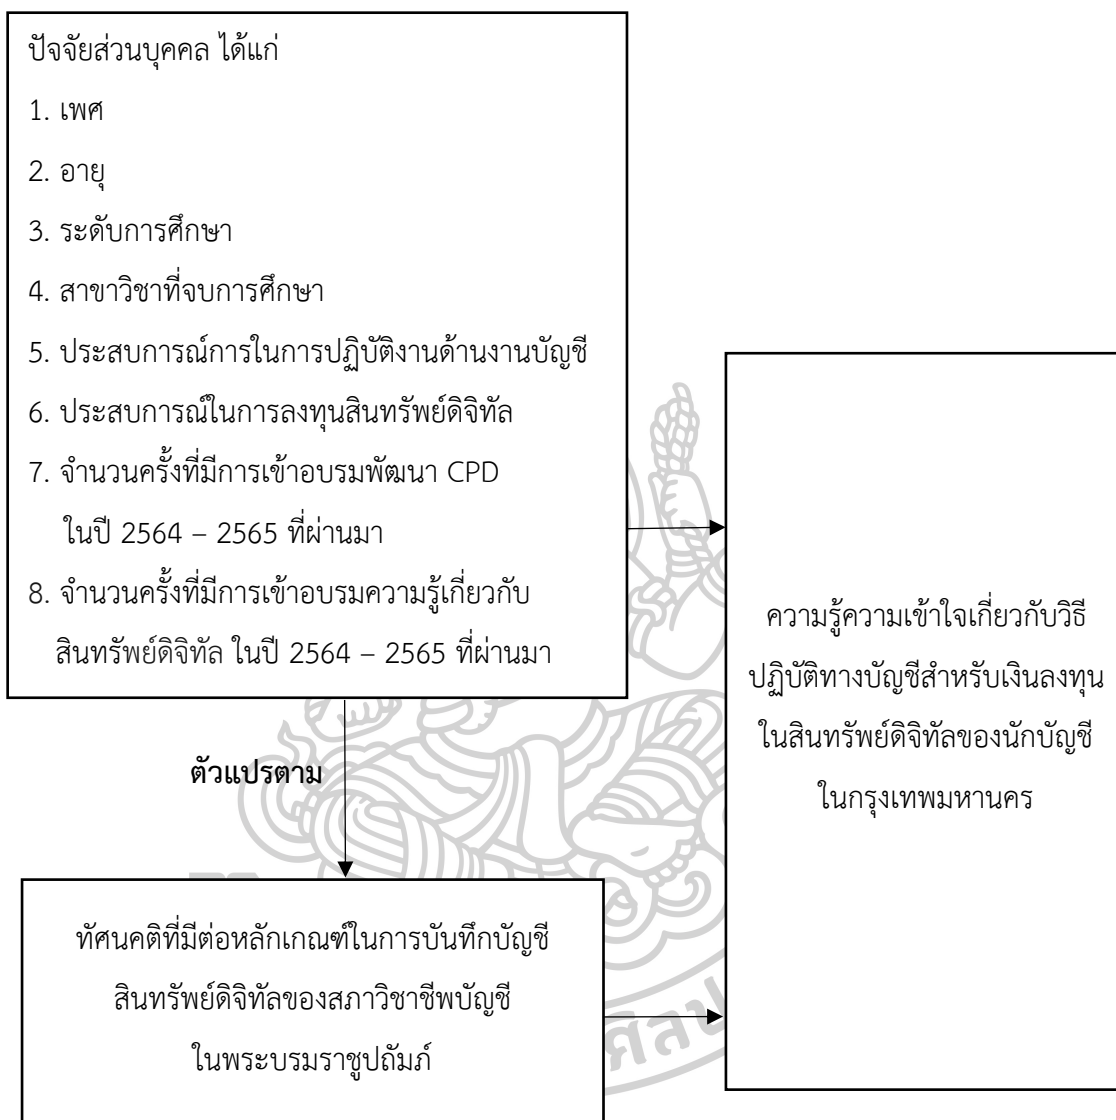 ปัจจัยส่วนบุคคล ได้แก่
1. เพศ
2. อายุ
3. ระดับการศึกษา
4. สาขาวิชาที่จบการศึกษา
5. ประสบการณ์การในการปฏิบัติงานด้านงานบัญชี
6. ประสบการณ์ในการลงทุนสินทรัพย์ดิจิทัล
7. จำนวนครั้งที่มีการเข้าอบรมพัฒนา CPD
ในปี 2564 – 2565 ที่ผ่านมา
8. จำนวนครั้งที่มีการเข้าอบรมความรู้เกี่ยวกับ
สินทรัพย์ดิจิทัล ในปี 2564 – 2565 ที่ผ่านมา
ตัวแปรตาม
ทัศนคติที่มีต่อหลักเกณฑ์ในการบันทึกบัญชี
สินทรัพย์ดิจิทัลของสภาวิชาชีพบัญชี
ในพระบรมราชูปถัมภ์
ความรู้ความเข้าใจเกี่ยวกับวิธี
ปฏิบัติทางบัญชีสำหรับเงินลงทุน
ในสินทรัพย์ดิจิทัลของนักบัญชี
ในกรุงเทพมหานคร